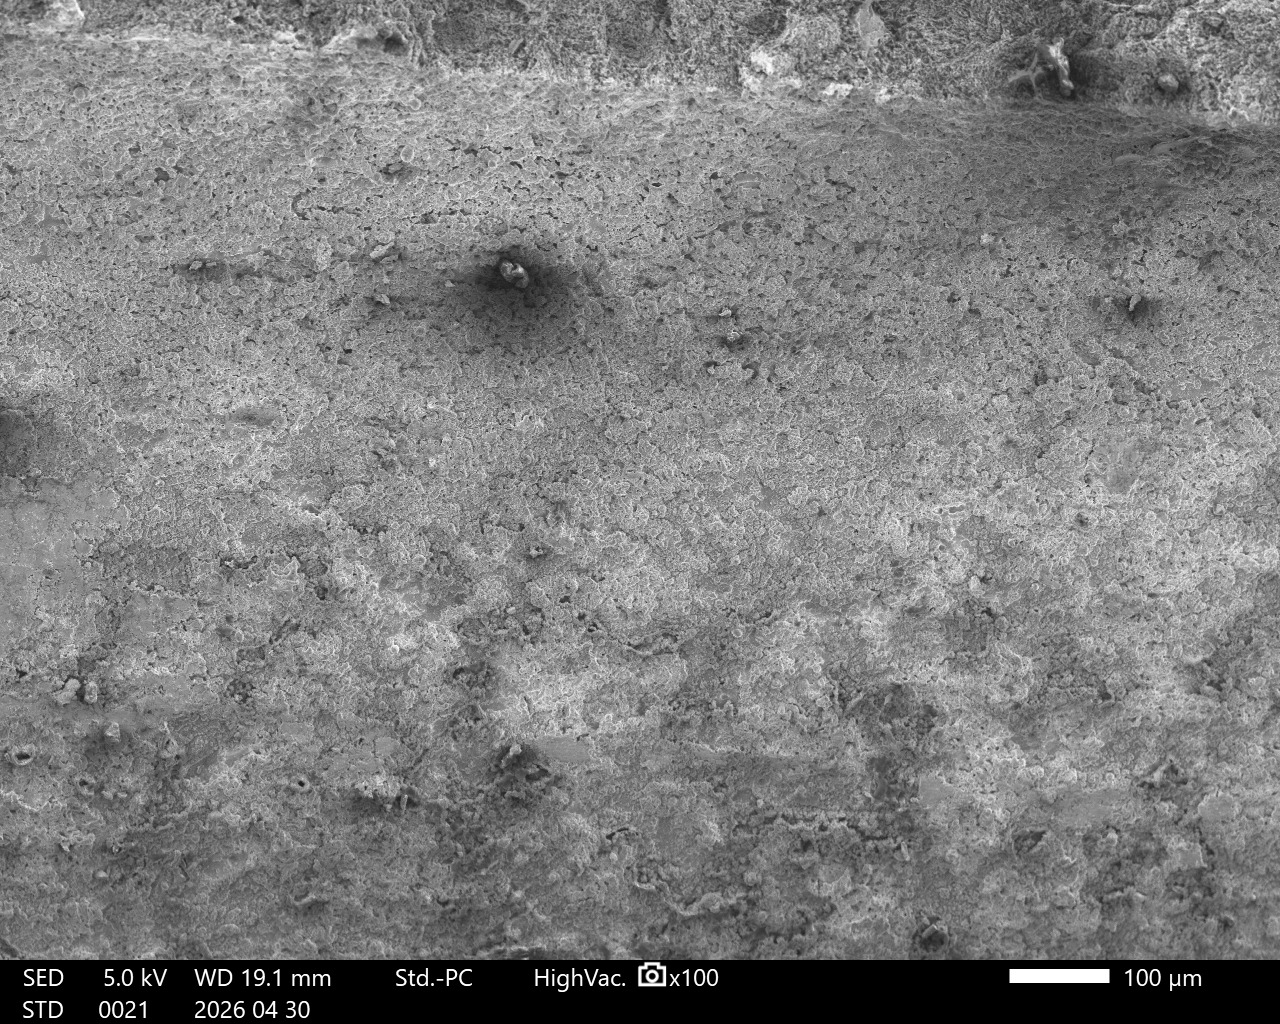 SED 5.0 kV WD 19.1 mm Std.-PC HighVac. x100 100 µm
STD 0021 2026 04 30